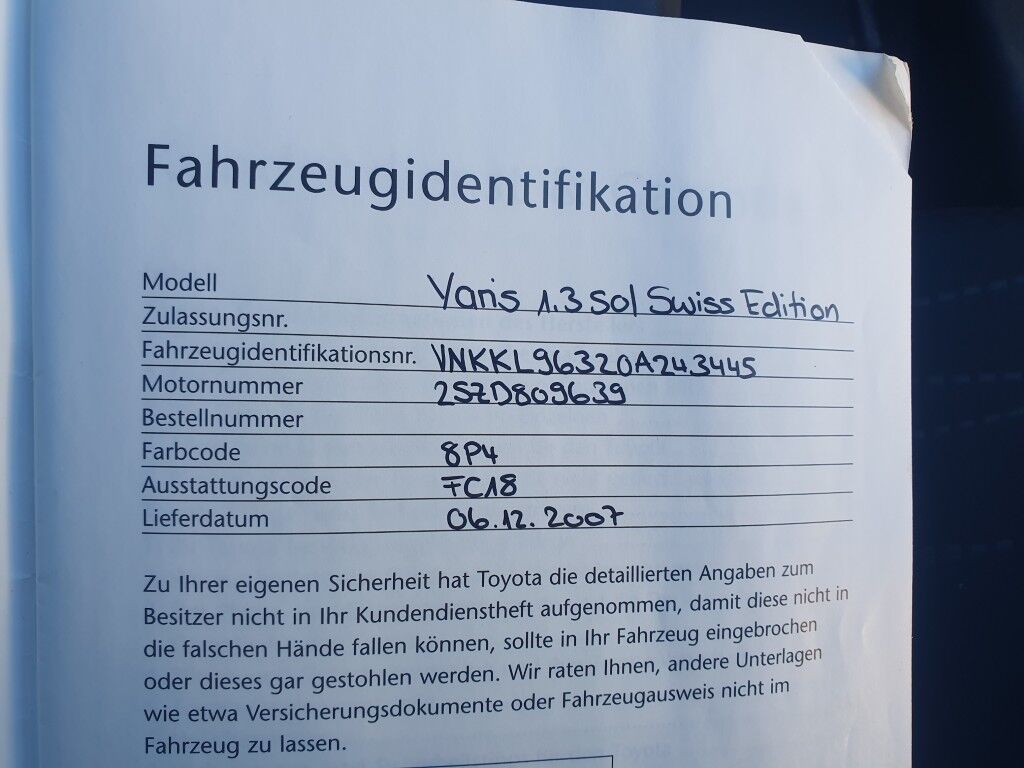 Fahrzeugidentifikation
Modell Yaris 1.3 Sol Swiss Edition
Zulassungsnr.
Fahrzeugidentifikationsnr. VNKKL96320A243445
Motornummer 2SZD809639
Bestellnummer
Farbcode 8P4
Ausstattungscode FC18
Lieferdatum 06.12.2007
Zu Ihrer eigenen Sicherheit hat Toyota die detaillierten Angaben zum
Besitzer nicht in Ihr Kundendienstheft aufgenommen, damit diese nicht in
die falschen Hände fallen können, sollte in Ihr Fahrzeug eingebrochen
oder dieses gar gestohlen werden. Wir raten Ihnen, andere Unterlagen
wie etwa Versicherungsdokumente oder Fahrzeugausweis nicht im
Fahrzeug zu lassen.